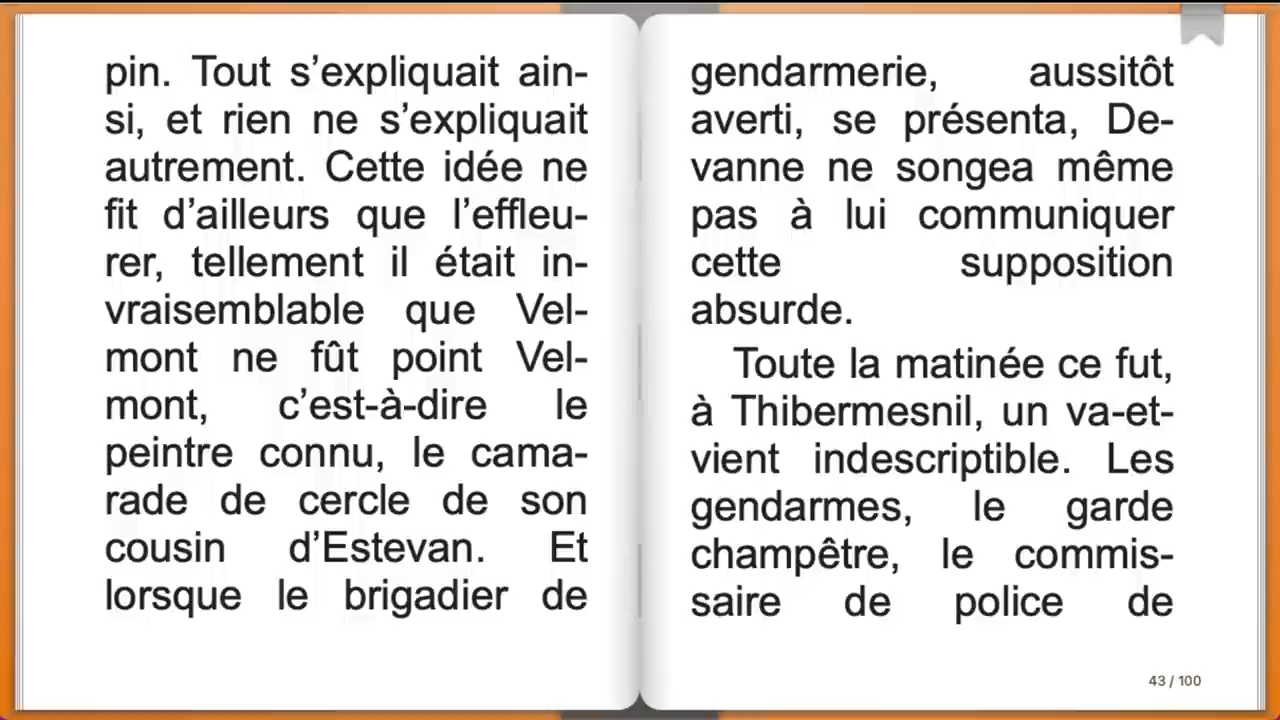 pin. Tout s’expliquait ain-
si, et rien ne s’expliquait
autrement. Cette idée ne
fit d’ailleurs que l’effleu-
rer, tellement il était in-
vraisemblable que Vel-
mont ne fût point Vel-
mont, c’est-à-dire le
peintre connu, le cama-
rade de cercle de son
cousin d’Estevan. Et
lorsque le brigadier de
gendarmerie, aussitôt
averti, se présenta, De-
vanne ne songea même
pas à lui communiquer
cette supposition
absurde.
Toute la matinée ce fut,
à Thibermesnil, un va-et-
vient indescriptible. Les
gendarmes, le garde
champêtre, le commis-
saire de police de
43 / 100